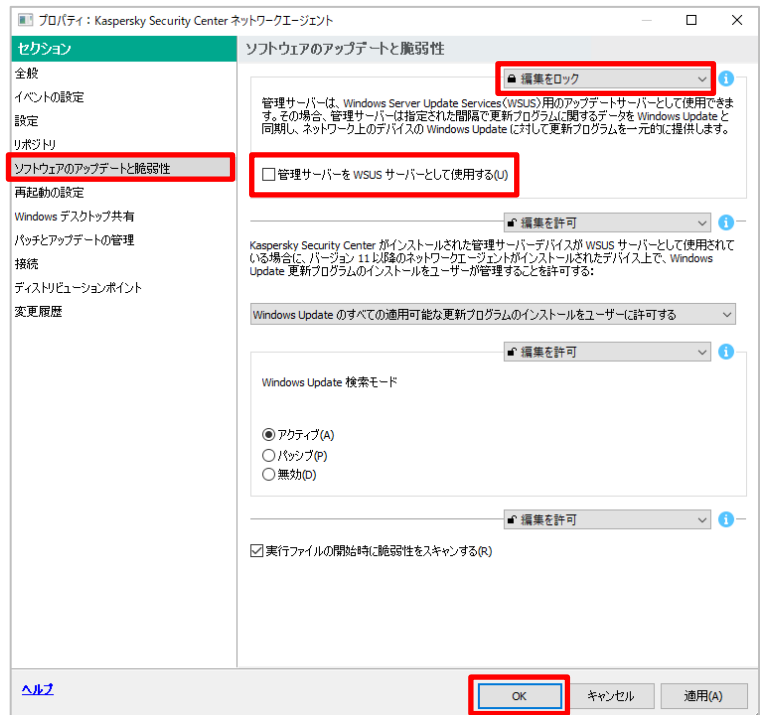 プロパティ：Kaspersky Security Center ネットワークエージェント
セクション
全般
イベントの設定
設定
リポジトリ
ソフトウェアのアップデートと脆弱性
再起動の設定
Windows デスクトップ共有
パッチとアップデートの管理
接続
ディストリビューションポイント
変更履歴
ソフトウェアのアップデートと脆弱性
編集をロック
管理サーバーは、Windows Server Update Services(WSUS)用のアップデートサーバーとして使用できま
す。その場合、管理サーバーは指定された間隔で更新プログラムに関するデータを Windows Update と
同期し、ネットワーク上のデバイスの Windows Update に対して更新プログラムを一元的に提供します。
管理サーバーを WSUS サーバーとして使用する(U)
編集を許可
Kaspersky Security Center がインストールされた管理サーバーデバイスが WSUS サーバーとして使用されて
いる場合に、バージョン 11 以降のネットワークエージェントがインストールされたデバイス上で、Windows
Update 更新プログラムのインストールをユーザーが管理することを許可する:
Windows Update のすべての適用可能な更新プログラムのインストールをユーザーに許可する
編集を許可
Windows Update 検索モード
アクティブ(A)
パッシブ(P)
無効(D)
編集を許可
実行ファイルの開始時に脆弱性をスキャンする(R)
ヘルプ
OK
キャンセル
適用(A)